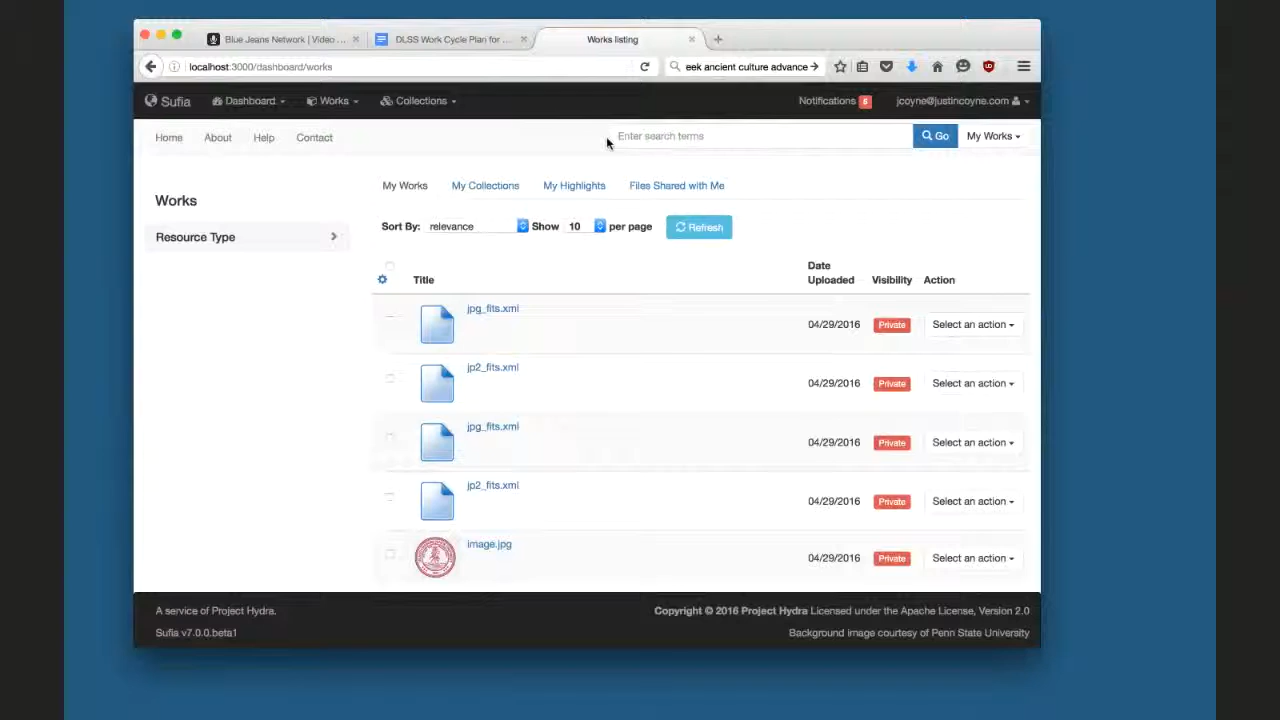 Blue Jeans Network | Video ...
DLSS Work Cycle Plan for ...
Works listing
localhost:3000/dashboard/works
eek ancient culture advance
Sufia
Dashboard
Works
Collections
Notifications 5
jcoyne@justincoyne.com
Home
About
Help
Contact
Enter search terms
Go
My Works
Works
Resource Type
My Works
My Collections
My Highlights
Files Shared with Me
Sort By: relevance
Show 10 per page
Refresh
Title
Date Uploaded
Visibility
Action
jpg_fits.xml
04/29/2016
Private
Select an action
jp2_fits.xml
04/29/2016
Private
Select an action
jpg_fits.xml
04/29/2016
Private
Select an action
jp2_fits.xml
04/29/2016
Private
Select an action
image.jpg
04/29/2016
Private
Select an action
A service of Project Hydra.
Sufia v7.0.0.beta1
Copyright © 2016 Project Hydra Licensed under the Apache License, Version 2.0
Background image courtesy of Penn State University